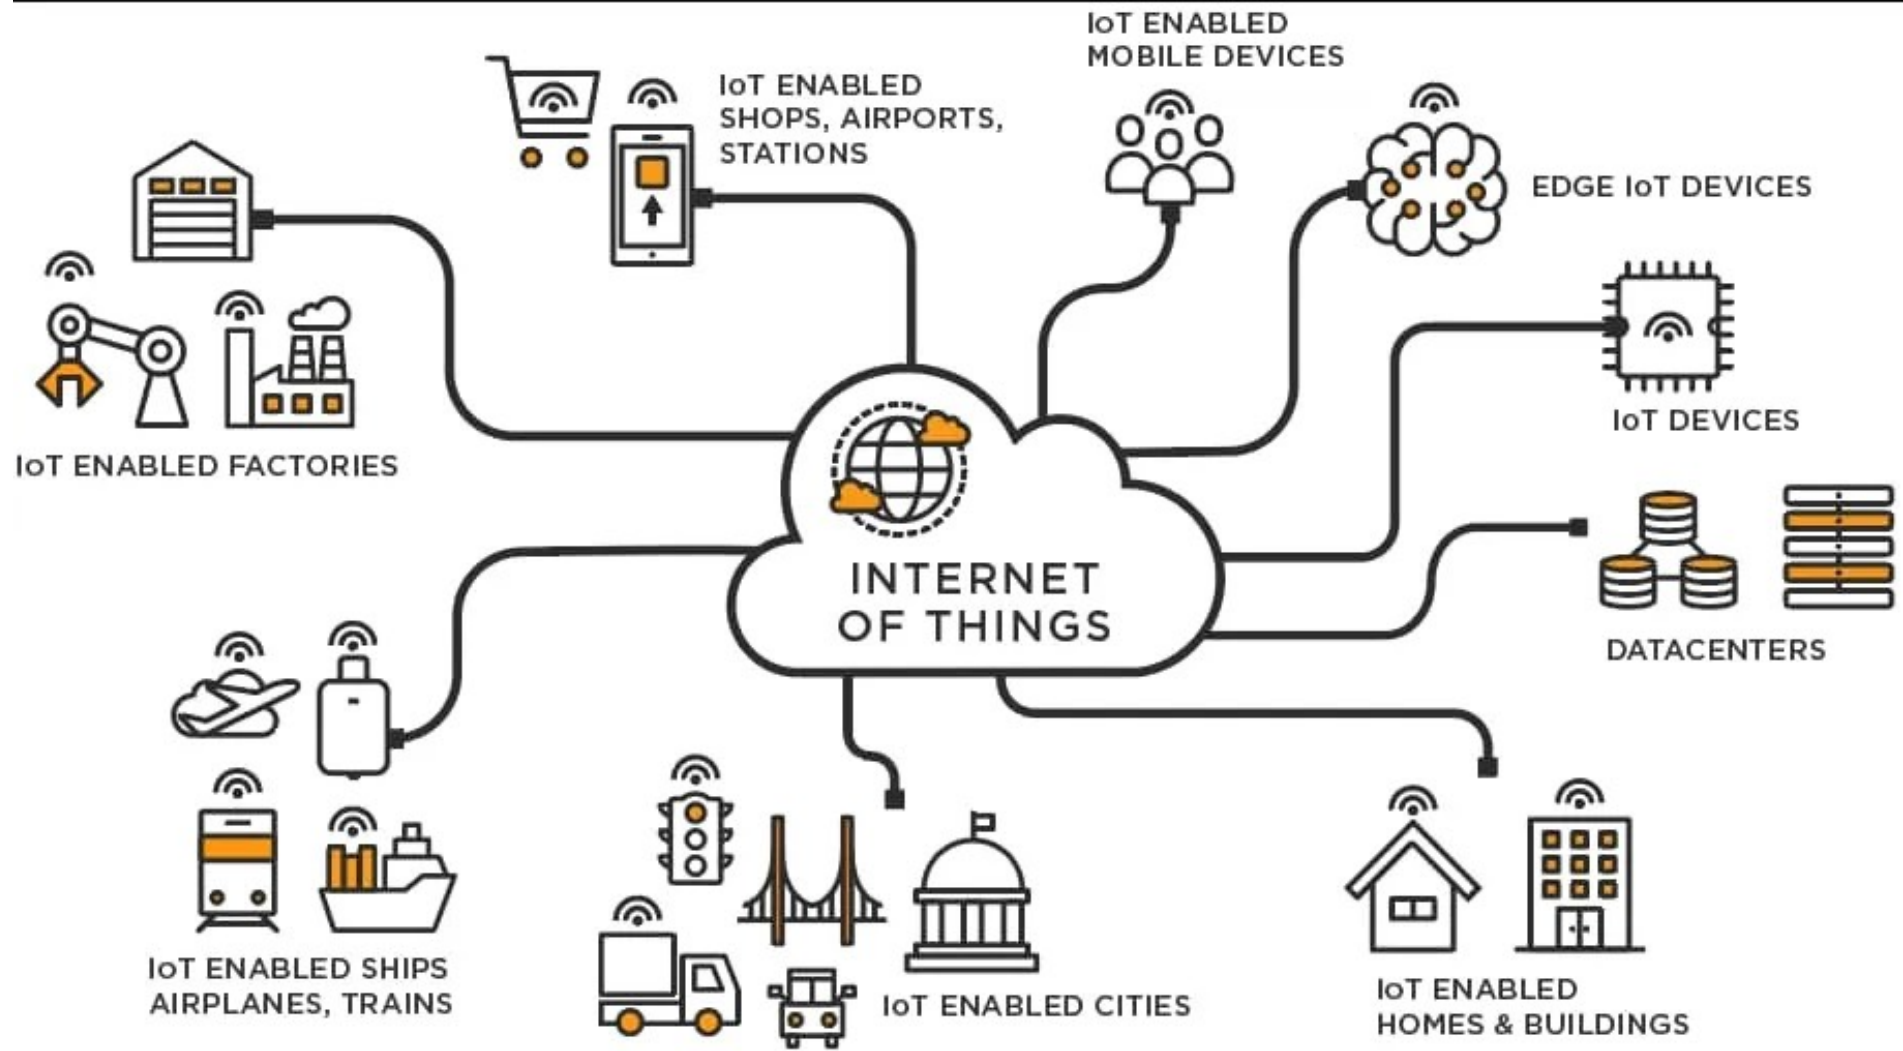 IoT ENABLED
MOBILE DEVICES
IoT ENABLED
SHOPS, AIRPORTS,
STATIONS
EDGE IoT DEVICES
IoT DEVICES
IoT ENABLED FACTORIES
INTERNET
OF THINGS
DATACENTERS
IoT ENABLED SHIPS
AIRPLANES, TRAINS
IoT ENABLED CITIES
IoT ENABLED
HOMES & BUILDINGS